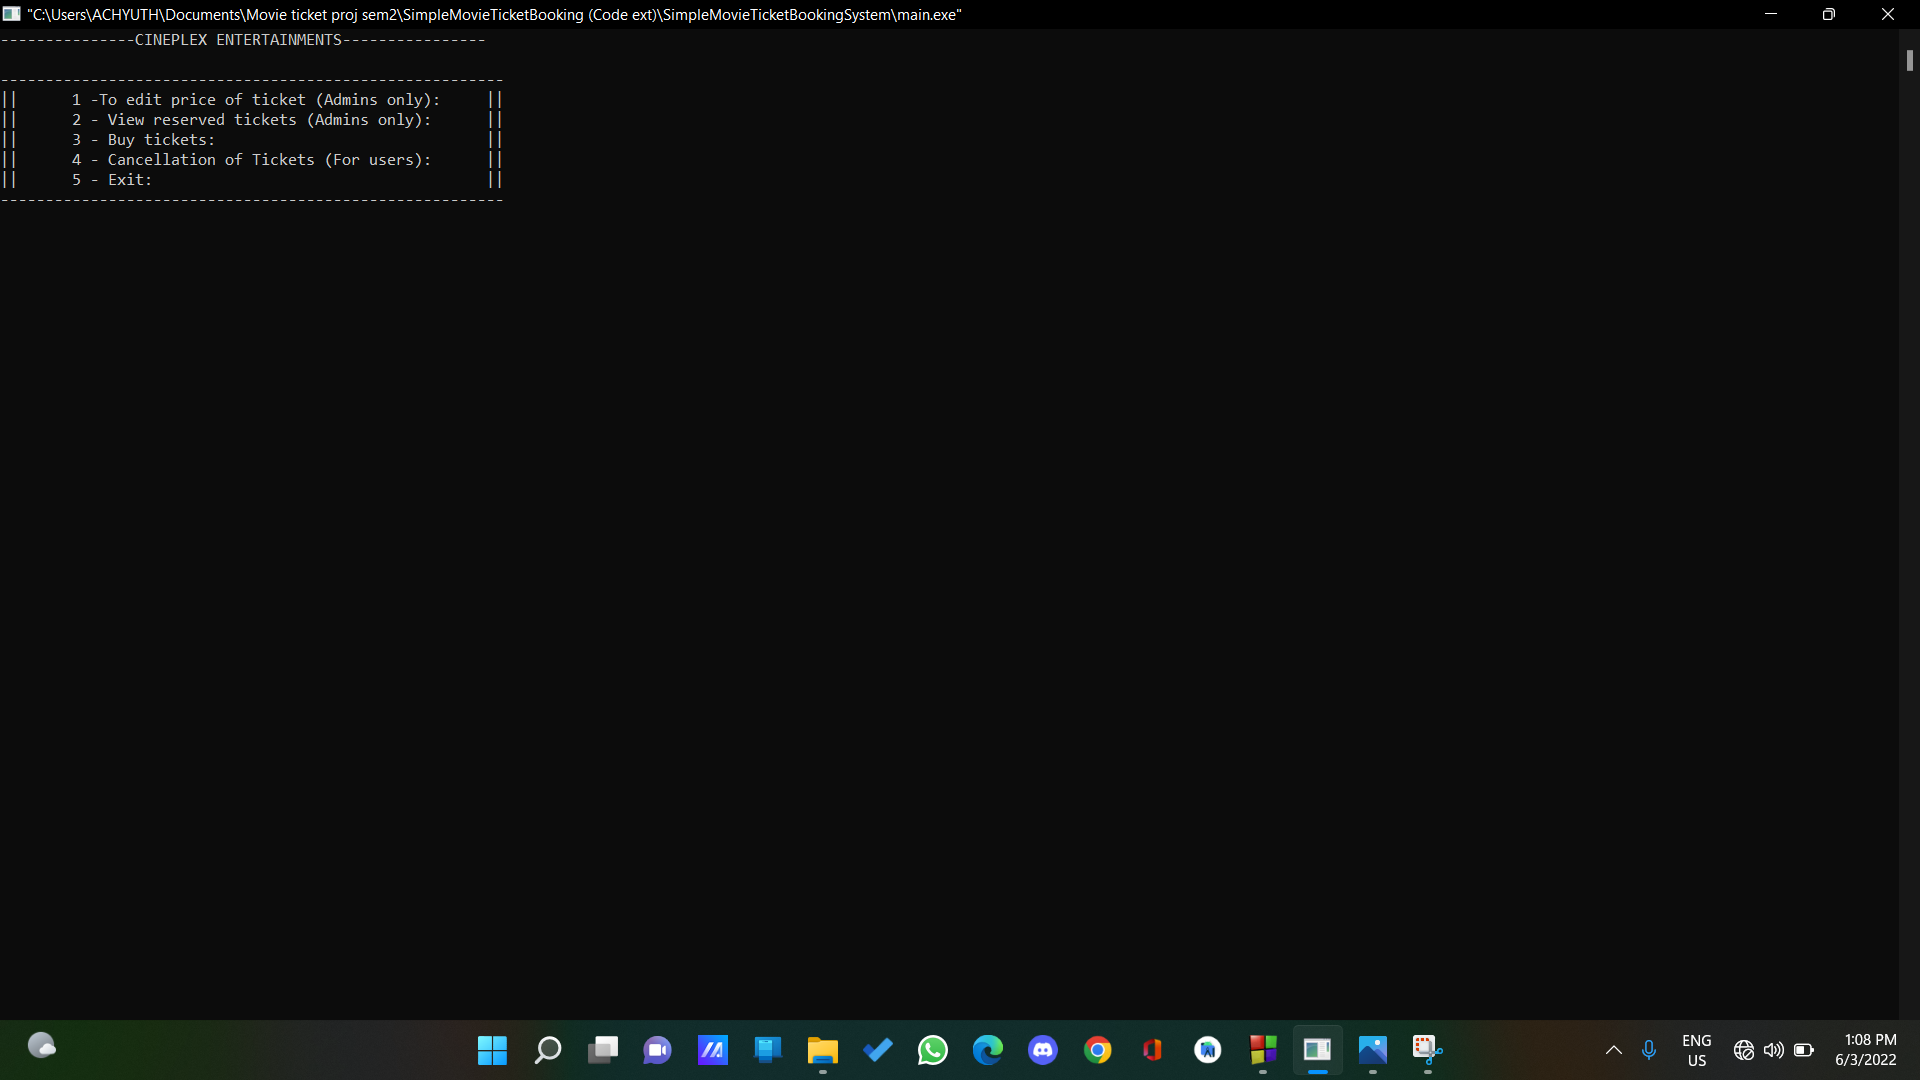 "C:\Users\ACHYUTH\Documents\Movie ticket proj sem2\SimpleMovieTicketBooking (Code ext)\SimpleMovieTicketBookingSystem\main.exe"
---------------CINEPLEX ENTERTAINMENTS----------------
--------------------------------------------------------
||      1 -To edit price of ticket (Admins only):     ||
||      2 - View reserved tickets (Admins only):      ||
||      3 - Buy tickets:                              ||
||      4 - Cancellation of Tickets (For users):      ||
||      5 - Exit:                                     ||
--------------------------------------------------------
ENG
US
1:08 PM
6/3/2022